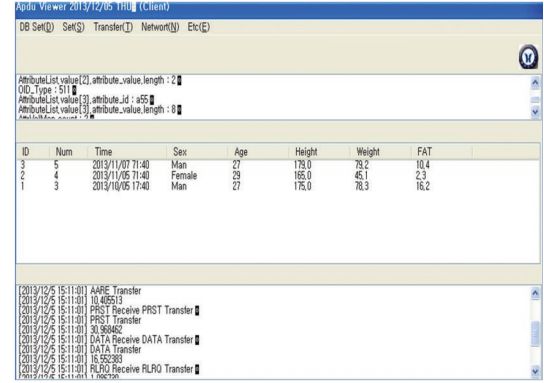 Apdu Viewer 2013/12/05 THU (Client)
DB Set(D) Set(S) Transfer(T) Networt(N) Etc(E)
AttributeList,value[2],attribute_value,length : 2
OID_Type : 511
AttributeList,value[3],attribute_id : a55
AttributeList,value[3],attribute_value,length : 8
ID Num Time Sex Age Height Weight FAT
3 5 2013/11/07 71:40 Man 27 179,0 79,2 10,4
2 4 2013/11/05 71:40 Female 29 165,0 45,1 2,3
1 3 2013/10/05 17:40 Man 27 175,0 78,3 16,2
[2013/12/5 15:11:01] AARE Transfer
[2013/12/5 15:11:01] 10,405513
[2013/12/5 15:11:01] PRST Receive PRST Transfer
[2013/12/5 15:11:01] PRST Transfer
[2013/12/5 15:11:01] 30,968462
[2013/12/5 15:11:01] DATA Receive DATA Transfer
[2013/12/5 15:11:01] DATA Transfer
[2013/12/5 15:11:01] 16,552383
[2013/12/5 15:11:01] RLRQ Receive RLRQ Transfer